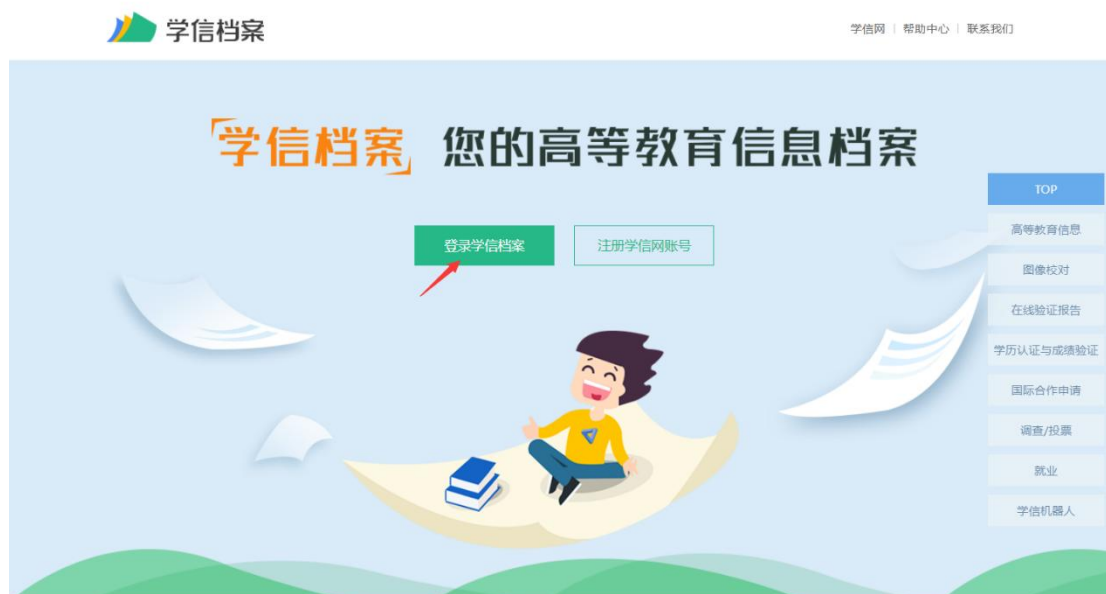 学信档案
学信网 | 帮助中心 | 联系我们
「学信档案」 您的高等教育信息档案
登录学信档案
注册学信网账号
TOP
高等教育信息
图像校对
在线验证报告
学历认证与成绩验证
国际合作申请
调查/投票
就业
学信机器人